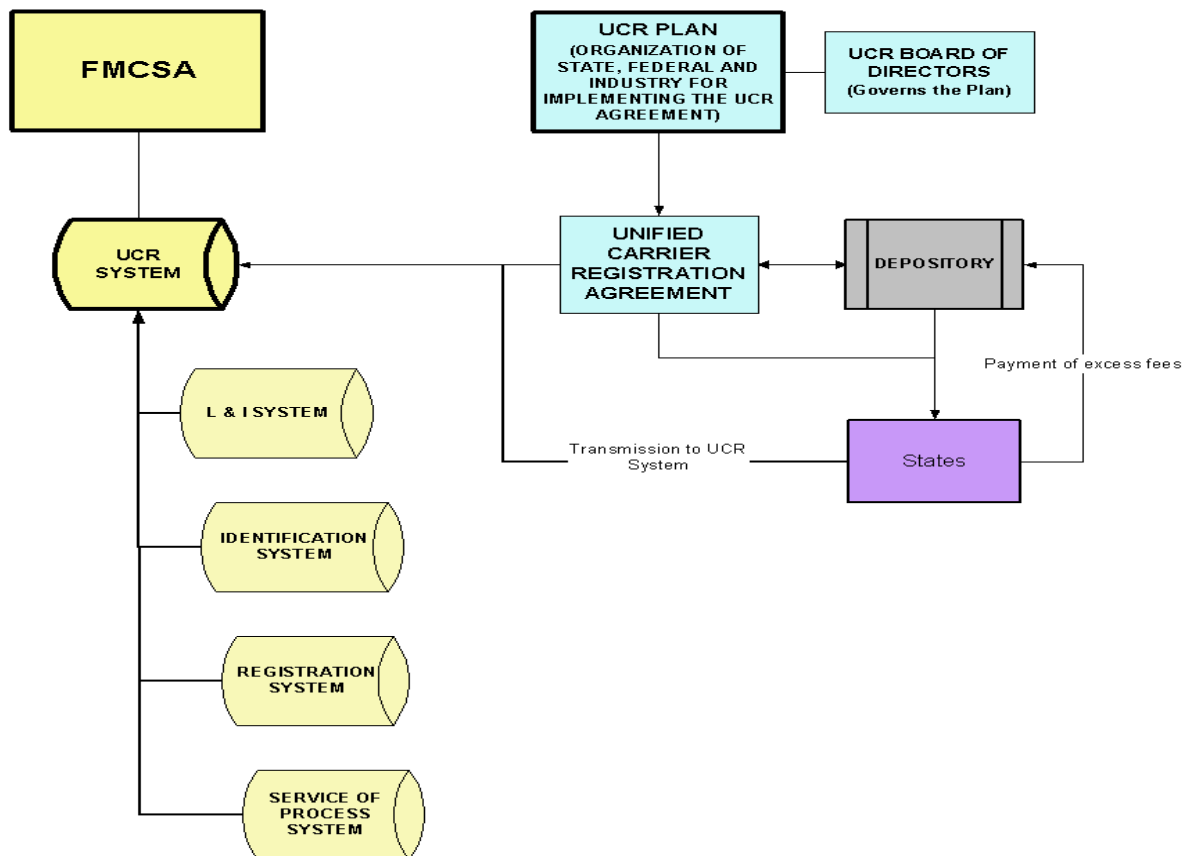 FMCSA
UCR PLAN
(ORGANIZATION OF
STATE, FEDERAL AND
INDUSTRY FOR
IMPLEMENTING THE UCR
AGREEMENT)
UCR BOARD OF
DIRECTORS
(Governs the Plan)
UCR
SYSTEM
UNIFIED
CARRIER
REGISTRATION
AGREEMENT
DEPOSITORY
Payment of excess fees
L & I SYSTEM
Transmission to UCR
System
States
IDENTIFICATION
SYSTEM
REGISTRATION
SYSTEM
SERVICE OF
PROCESS
SYSTEM